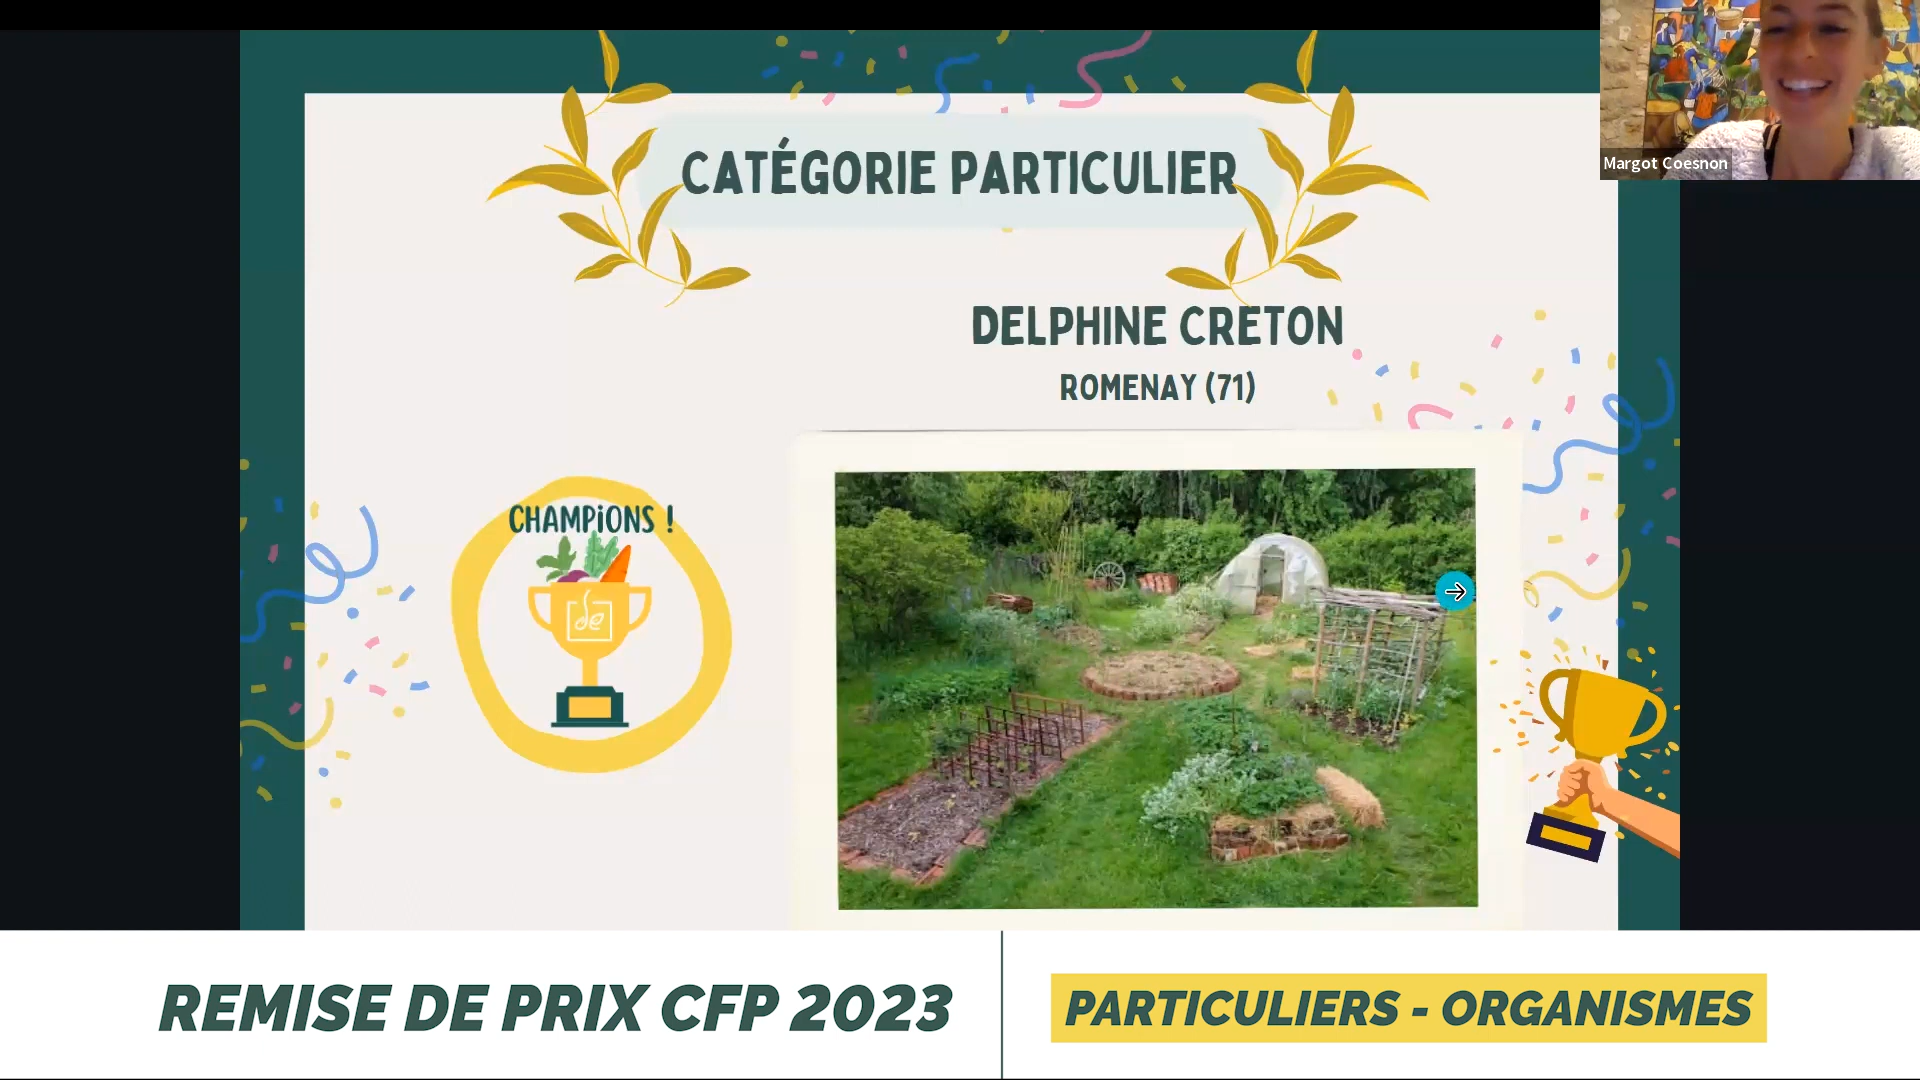 CATÉGORIE PARTICULIER
Margot Coesnon
DELPHINE CRETON
ROMENAY (71)
CHAMPiONS !
REMISE DE PRIX CFP 2023
PARTICULIERS - ORGANISMES